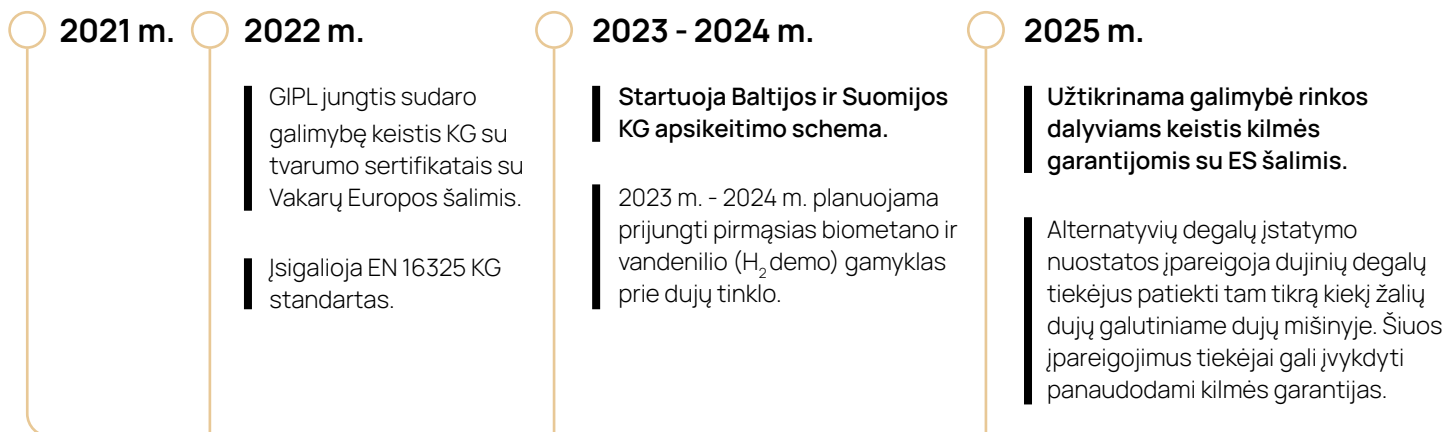 2021 m.
2022 m.
GIPL jungtis sudaro
galimybę keistis KG su
tvarumo sertifikatais su
Vakarų Europos šalimis.
Įsigalioja EN 16325 KG
standartas.
2023 - 2024 m.
Startuoja Baltijos ir Suomijos
KG apsikeitimo schema.
2023 m. - 2024 m. planuojama
prijungti pirmąsias biometano ir
vandenilio (H₂ demo) gamyklas
prie dujų tinklo.
2025 m.
Užtikrinama galimybė rinkos
dalyviams keistis kilmės
garantijomis su ES šalimis.
Alternatyvių degalų įstatymo
nuostatos įpareigoja dujinių degalų
tiekėjus patiekti tam tikrą kiekį žalių
dujų galutiniame dujų mišinyje. Šiuos
įpareigojimus tiekėjai gali įvykdyti
panaudodami kilmės garantijas.